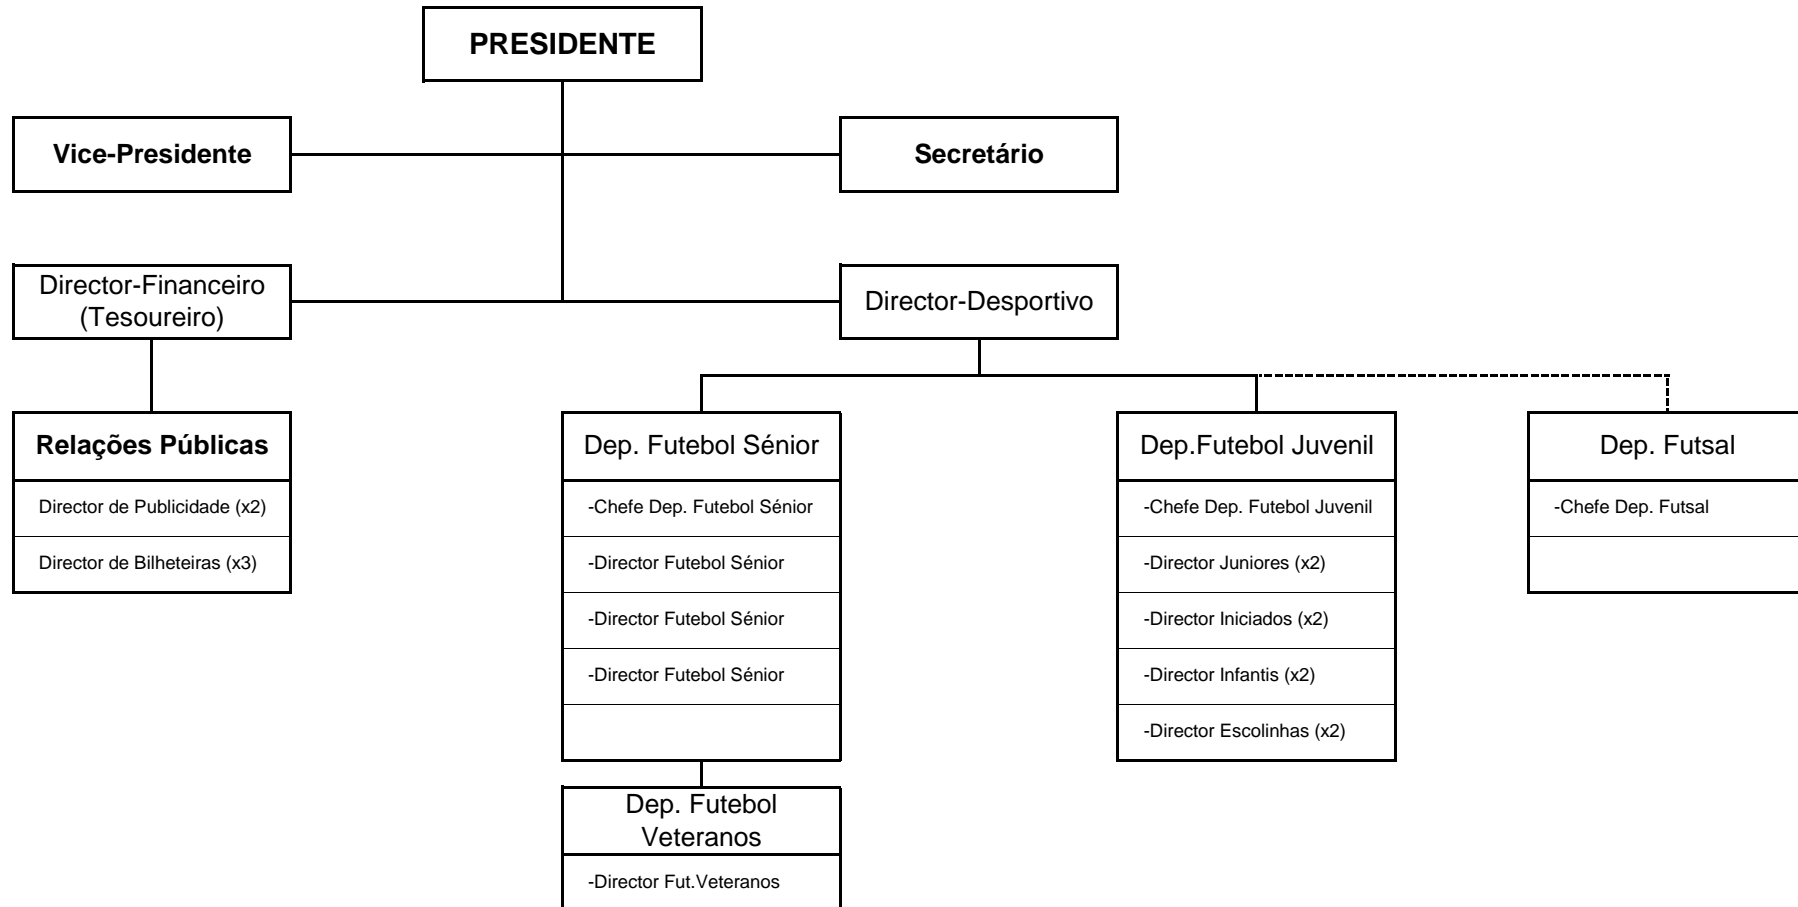 PRESIDENTE
Vice-Presidente
Secretário
Director-Financeiro
(Tesoureiro)
Director-Desportivo
Relações Públicas
Director de Publicidade (x2)
Director de Bilheteiras (x3)
Dep. Futebol Sénior
-Chefe Dep. Futebol Sénior
-Director Futebol Sénior
-Director Futebol Sénior
-Director Futebol Sénior
Dep. Futebol
Veteranos
-Director Fut.Veteranos
Dep.Futebol Juvenil
-Chefe Dep. Futebol Juvenil
-Director Juniores (x2)
-Director Iniciados (x2)
-Director Infantis (x2)
-Director Escolinhas (x2)
Dep. Futsal
-Chefe Dep. Futsal